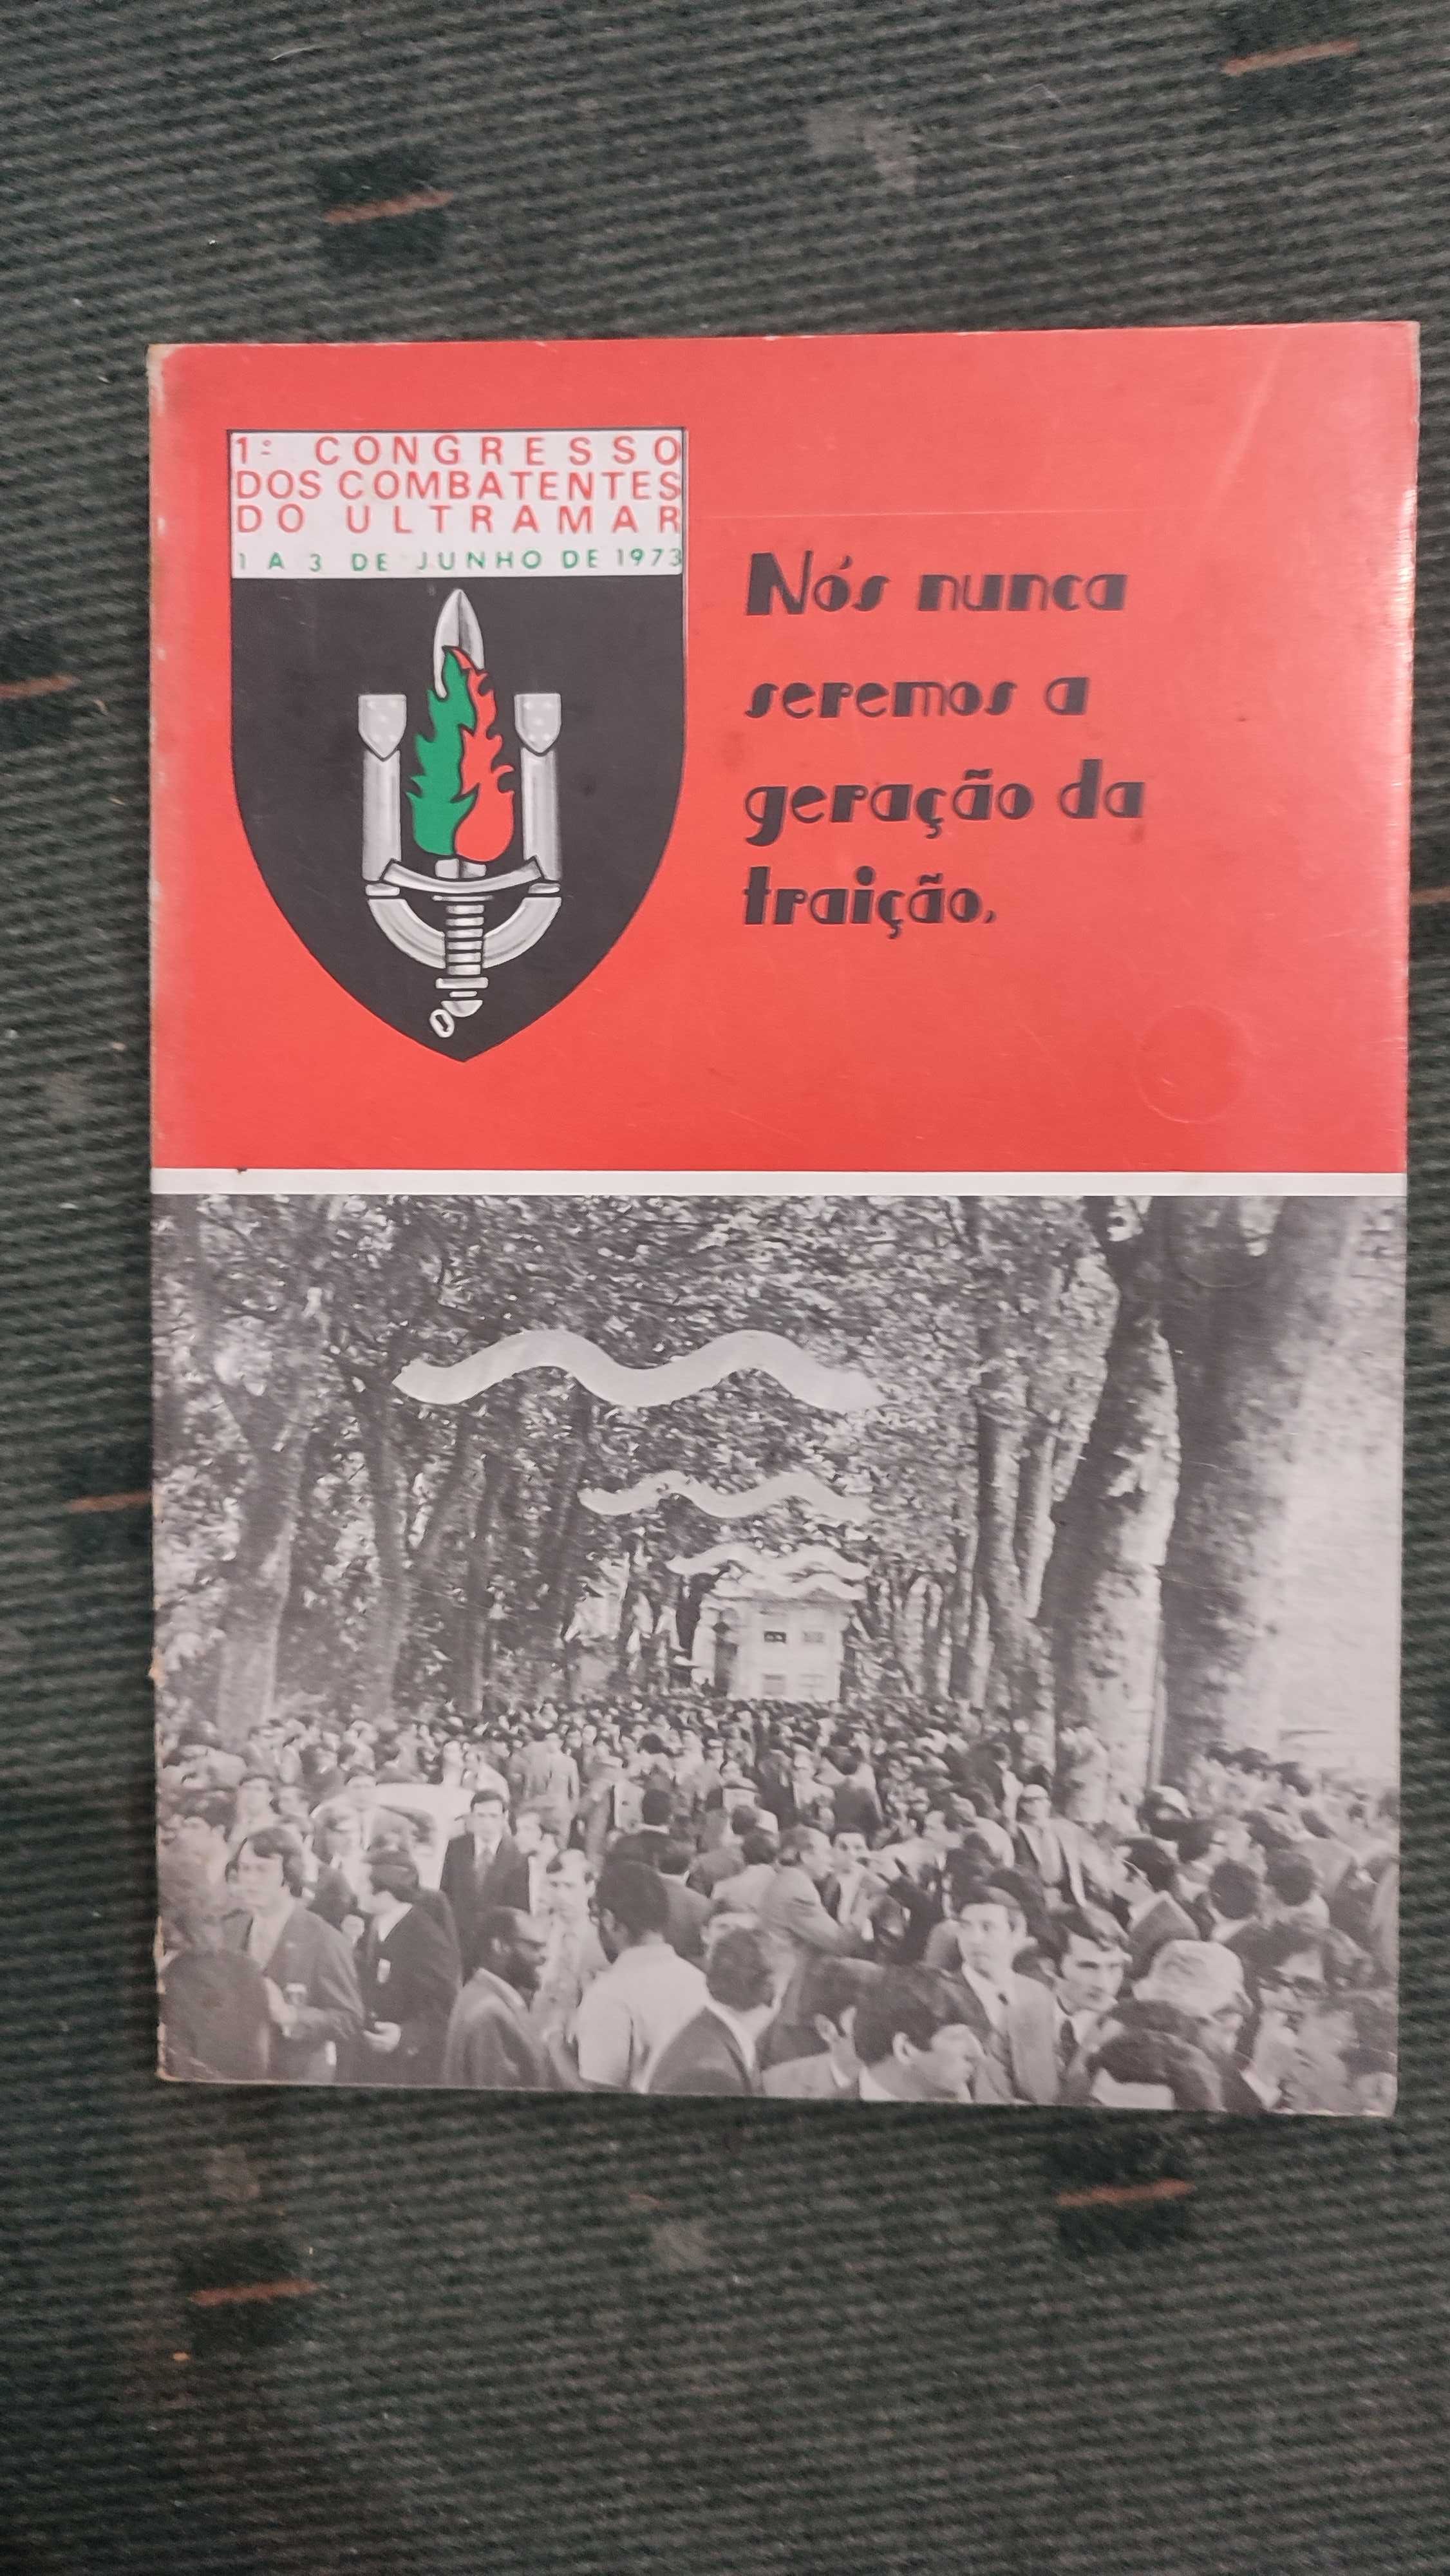 1º CONGRESSO
DOS COMBATENTES
DO ULTRAMAR
1 A 3 DE JUNHO DE 1973
Nós nunca
seremos a
geração da
traição.